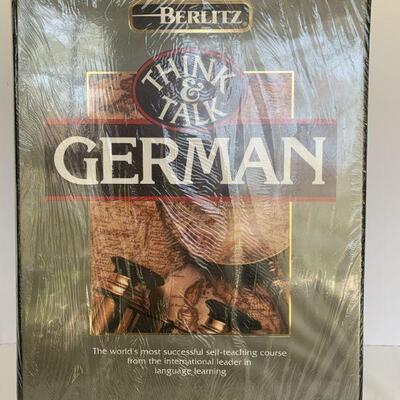 BERLITZ
THINK
&
TALK
GERMAN
The world's most successful self-teaching course
from the international leader in
language learning